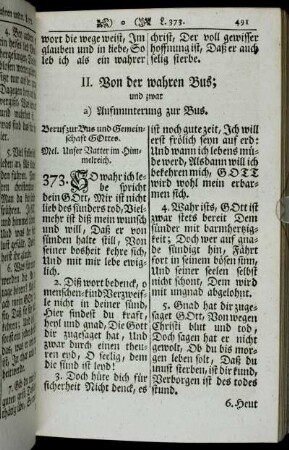 ℓ. 373. 491
wort die wege weist, Im
glauben und in liebe, So
leb ich als ein wahrer
christ, Der voll gewisser
hoffnung ist, Daß er auch
selig sterbe.
II. Von der wahren Bus;
und zwar
a) Aufmunterung zur Bus.
Beruf zur Bus und Gemein-
schaft GOttes.
Mel. Unser Vatter im Him-
melreich.
373. SO wahr ich le-
be spricht
dein GOtt, Mir ist nicht
lieb des sünders tod, Viel-
mehr ist diß mein wunsch
und will, Daß er von
sünden halte still, Von
seiner bosheit kehre sich,
Und mit mir lebe ewig-
lich.
2. Diß wort bedenck, o
menschen-kind! Verzweif-
le nicht in deiner sünd,
Hier findest du kraft,
heyl und gnad, Die Gott
dir zugesaget hat, Und
zwar durch einen theu-
ren eyd, O seelig, dem
die sünd ist leid!
3. Doch hüte dich für
sicherheit Nicht denck, es
ist noch gute zeit, Ich will
erst frölich seyn auf erd:
Und wann ich lebens mü-
de werd, Alsdann will ich
bekehren mich, GOTT
wird wohl mein erbar-
men sich.
4. Wahr ists, GOtt ist
zwar stets bereit Dem
sünder mit barmhertzig-
keit; Doch wer auf gna-
de sündigt hin, Fährt
fort in seinem bösen sinn,
Und seiner seelen selbst
nicht schont, Dem wird
mit ungnad abgelohnt.
5. Gnad hat dir zuge-
saget GOtt, Von wegen
Christi blut und tod,
Doch sagen hat er nicht
gewolt, Ob du bis mor-
gen leben solt, Daß du
must sterben, ist dir kund,
Verborgen ist des todes
stund.
6. Heut